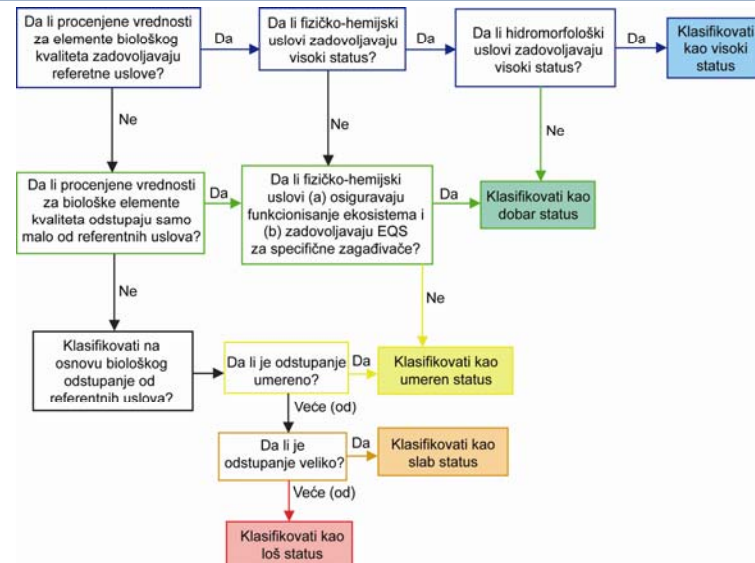 Da li procenjene vrednosti
za elemente biološkog
kvaliteta zadovoljavaju
referetne uslove?
Da
Da li fizičko-hemijski
uslovi zadovoljavaju
visoki status?
Da
Da li hidromorfološki
uslovi zadovoljavaju
visoki status?
Da
Klasifikovati
kao visoki
status
Ne
Ne
Ne
Da li procenjene vrednosti
za biološke elemente
kvaliteta odstupaju samo
malo od referentnih uslova?
Da
Da li fizičko-hemijski
uslovi (a) osiguravaju
funkcionisanje ekosistema i
(b) zadovoljavaju EQS
za specifične zagađivače?
Da
Klasifikovati kao
dobar status
Ne
Ne
Klasifikovati na
osnovu biološkog
odstupanje od
referentnih uslova?
Da li je odstupanje
umereno?
Da
Klasifikovati kao
umeren status
Veće (od)
Da li je
odstupanje veliko?
Da
Klasifikovati kao
slab status
Veće (od)
Klasifikovati kao
loš status